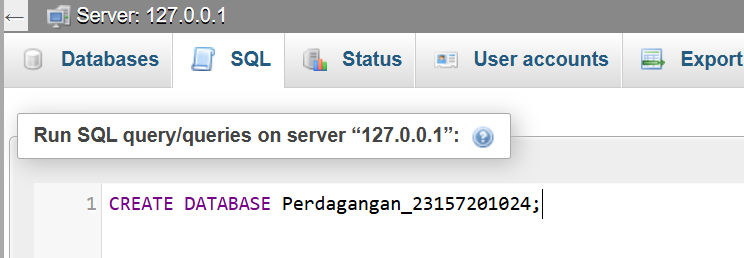 ← Server: 127.0.0.1
Databases SQL Status User accounts Export
Run SQL query/queries on server “127.0.0.1”:
1 CREATE DATABASE Perdagangan_23157201024;